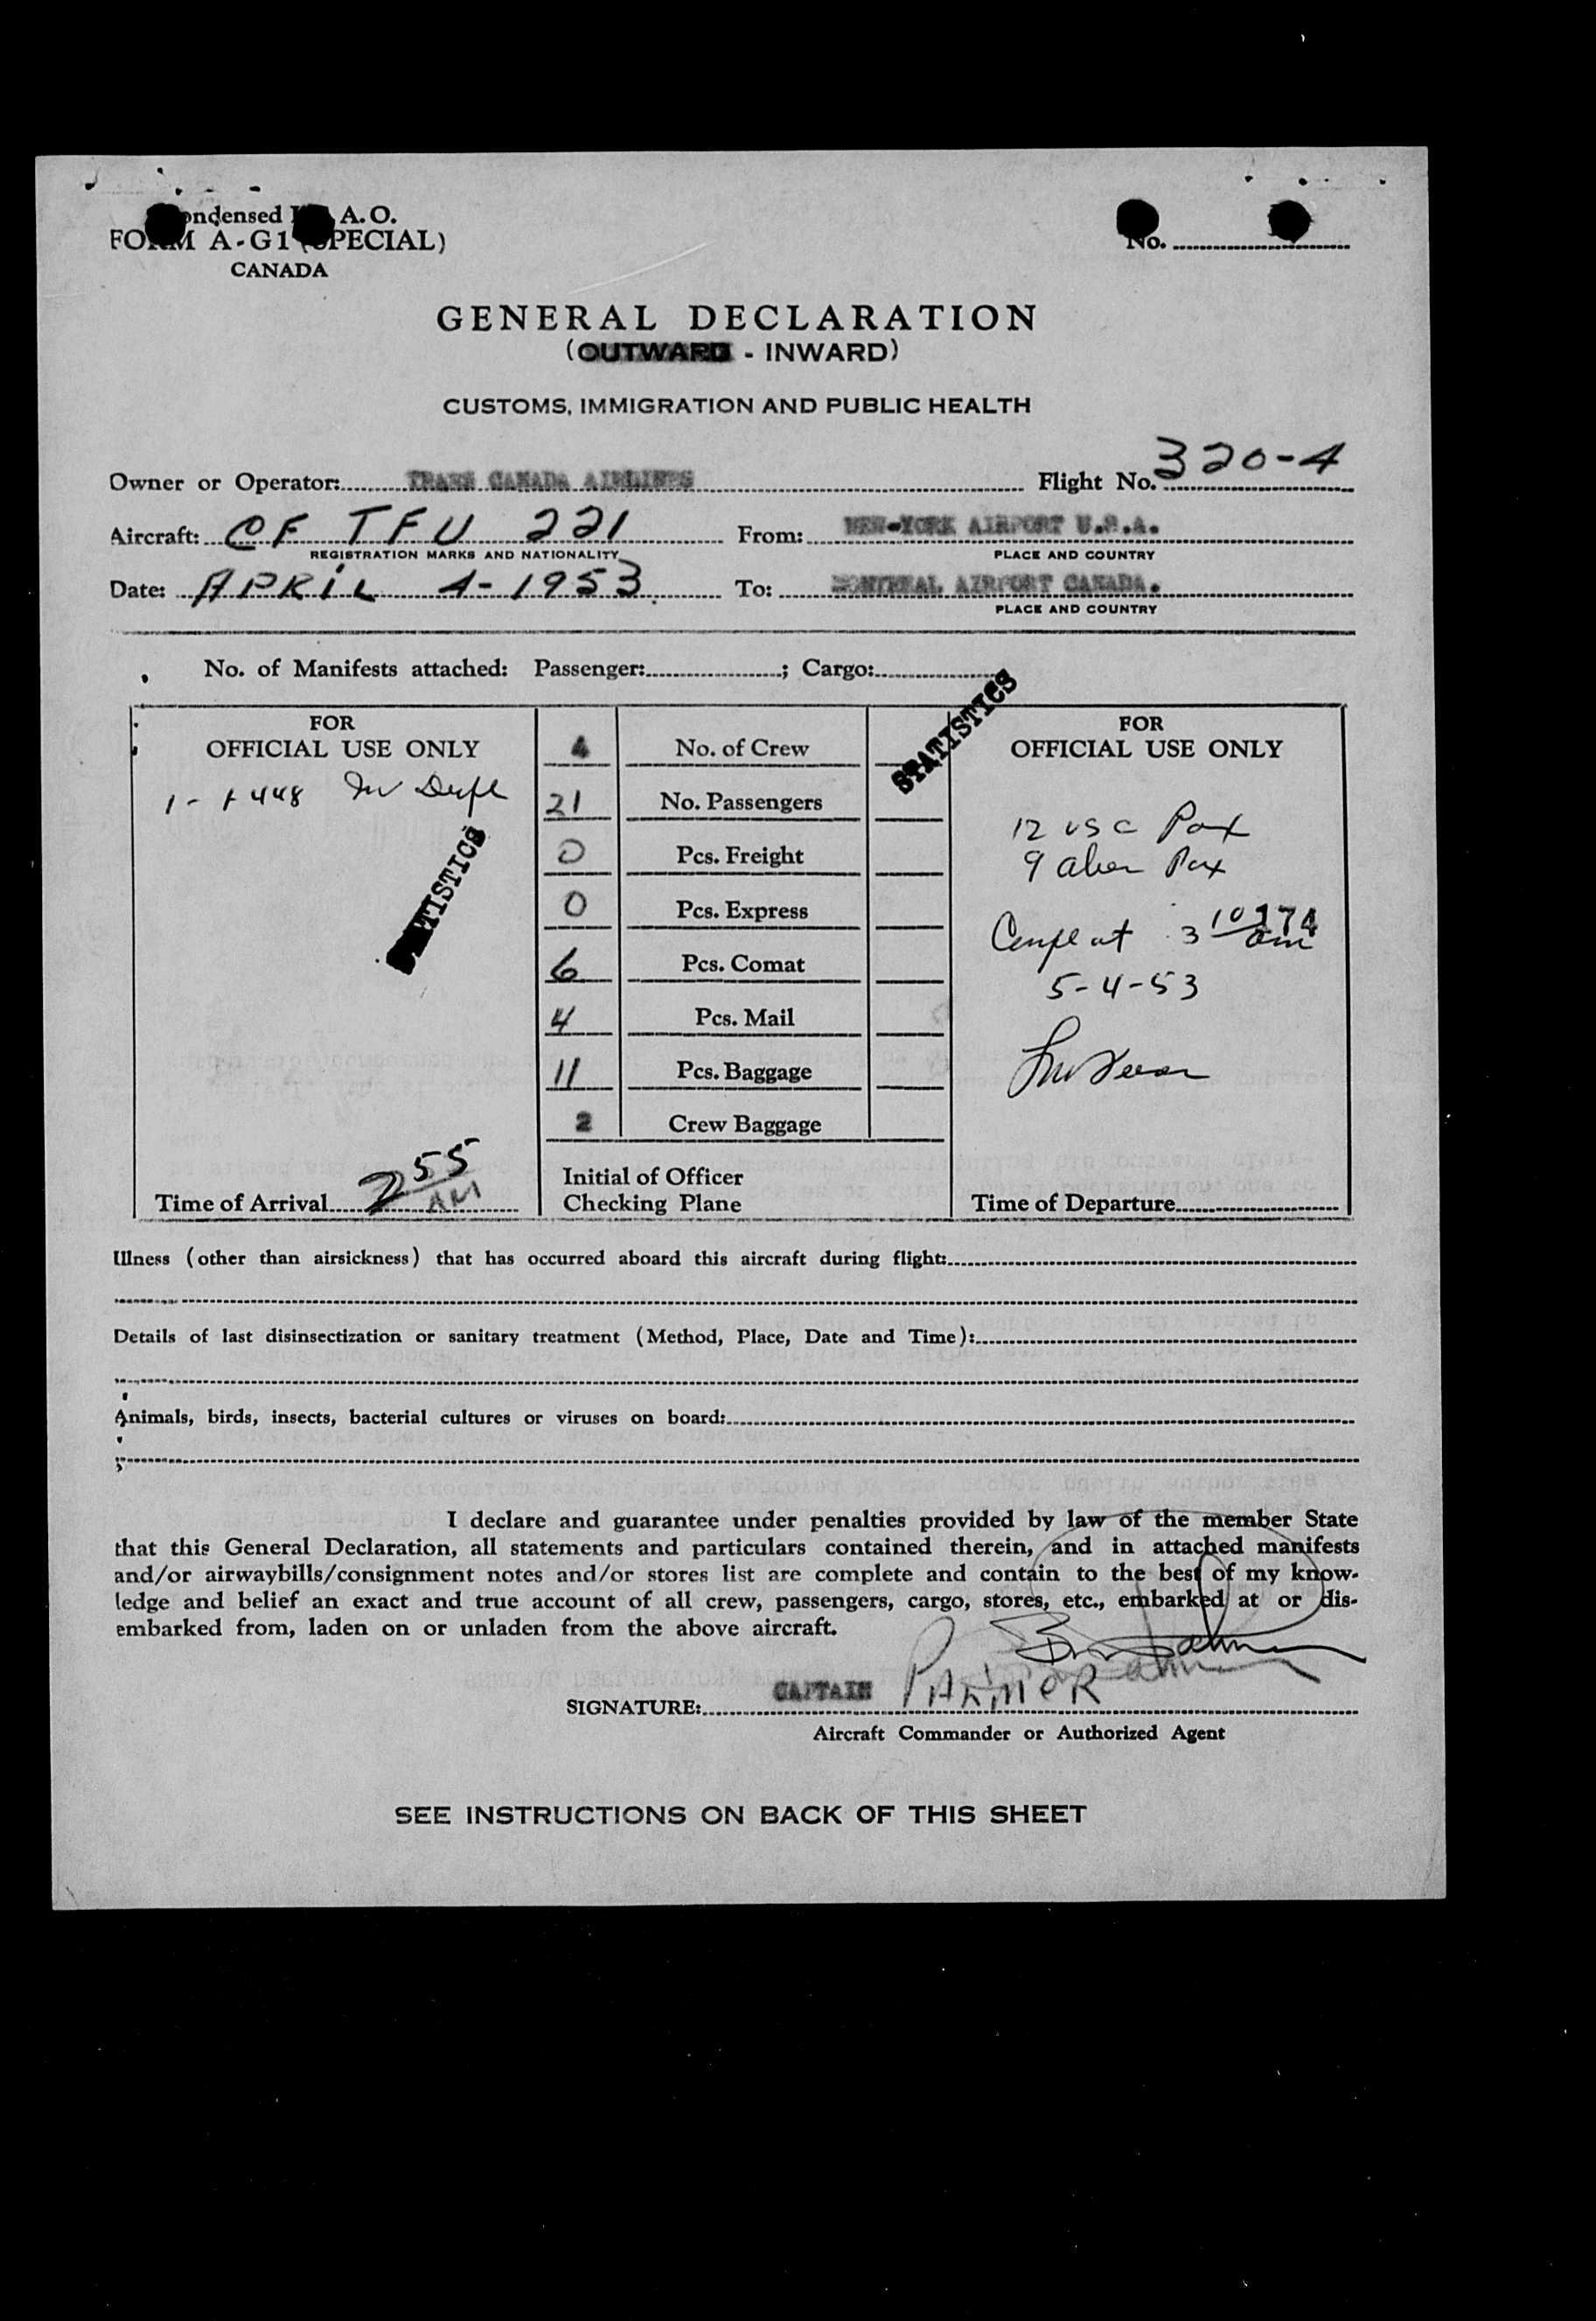 Condensed I. A. O. No.
FORM A-G1 (SPECIAL)
CANADA
GENERAL DECLARATION
(OUTWARD - INWARD)
CUSTOMS, IMMIGRATION AND PUBLIC HEALTH
Owner or Operator: TRANS CANADA AIRLINES Flight No. 320-4
Aircraft: CF TFU 221 From: NEW-YORK AIRPORT U.S.A.
REGISTRATION MARKS AND NATIONALITY PLACE AND COUNTRY
Date: APRIL 4-1953 To: MONTREAL AIRPORT CANADA.
PLACE AND COUNTRY
No. of Manifests attached: Passenger: ; Cargo:
STATISTICS
FOR
OFFICIAL USE ONLY
1- 448
STATISTICS
Time of Arrival 2 55 AM
4 No. of Crew
21 No. Passengers
0 Pcs. Freight
0 Pcs. Express
6 Pcs. Comat
4 Pcs. Mail
11 Pcs. Baggage
2 Crew Baggage
Initial of Officer
Checking Plane
FOR
OFFICIAL USE ONLY
12 USC Pax
9 alien Pax
at 3 10 am
174
5-4-53
Time of Departure
Illness (other than airsickness) that has occurred aboard this aircraft during flight:
Details of last disinsectization or sanitary treatment (Method, Place, Date and Time):
Animals, birds, insects, bacterial cultures or viruses on board:
I declare and guarantee under penalties provided by law of the member State
that this General Declaration, all statements and particulars contained therein, and in attached manifests
and/or airwaybills/consignment notes and/or stores list are complete and contain to the best of my know-
ledge and belief an exact and true account of all crew, passengers, cargo, stores, etc., embarked at or dis-
embarked from, laden on or unladen from the above aircraft.
SIGNATURE: CAPTAIN PALMER
Aircraft Commander or Authorized Agent
SEE INSTRUCTIONS ON BACK OF THIS SHEET